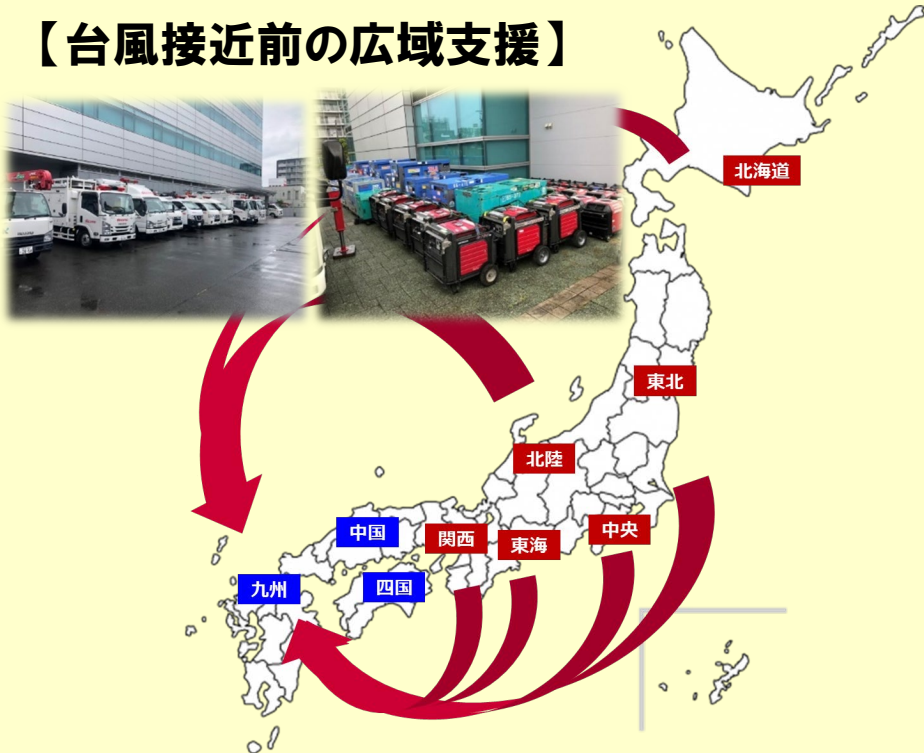 【台風接近前の広域支援】
北海道
東北
北陸
中国
関西
東海
中央
九州
四国